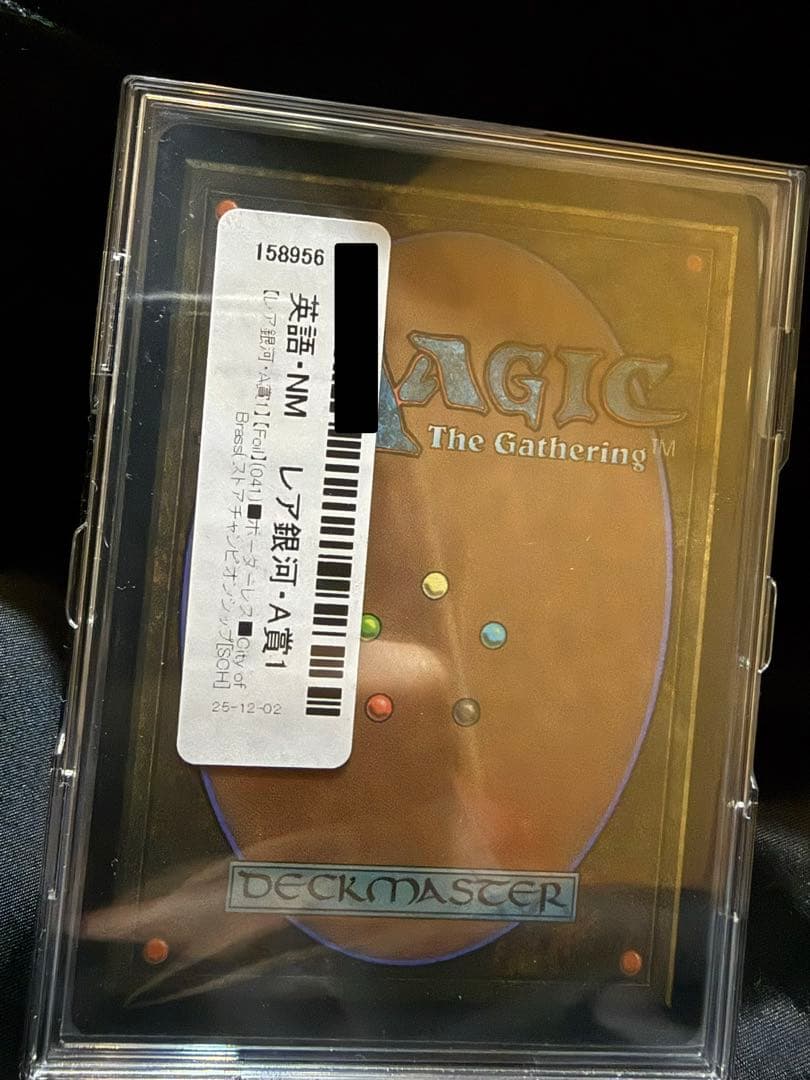 158956
英語・NM レア銀河・A賞1
【レア銀河・A賞1】【Foil】(041)■ボーダーレス■City of
Brass(ストアチャンピオンシップ[SCH]
25-12-02
MAGIC
The Gathering™
DECKMASTER